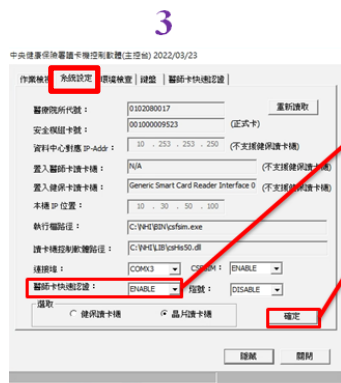 3
中央健康保險署讀卡機控制軟體(主控台) 2022/03/23
作業檢視 系統設定 環境檢查 鍵盤 醫師卡快速認證
醫療院所代號： 0102080017 重新讀取
安全模組卡號： 001000009523 (正式卡)
資料中心對應 IP-Addr： 10 . 253 . 253 . 250 (不支援健保讀卡機)
置入醫師卡讀卡機： N/A (不支援健保讀卡機)
置入健保卡讀卡機： Generic Smart Card Reader Interface 0 (不支援健保讀卡機)
本機 IP 位置： 10 . 30 . 50 . 100
執行檔路徑： C:\NHI\BIN\csfsim.exe
讀卡機控制軟體路徑： C:\NHI\LIB\csHis50.dll
連接埠： COMX3 CSFSIM： ENABLE
醫師卡快速認證： ENABLE 指號： DISABLE
選取
健保讀卡機 晶片讀卡機 確定
隱藏 關閉